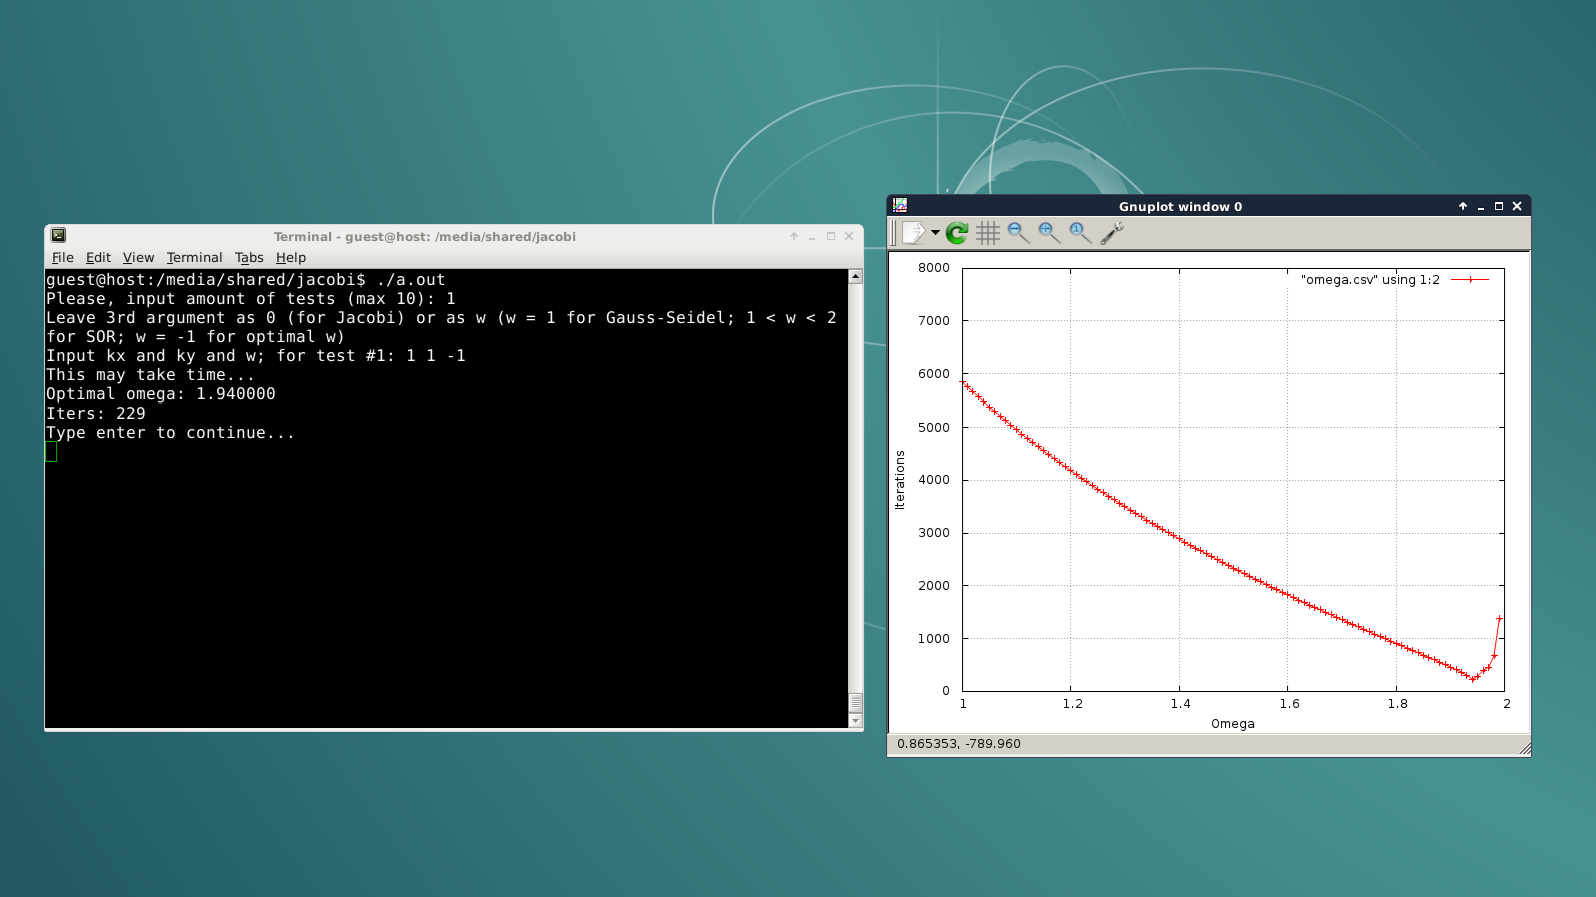 Terminal - guest@host: /media/shared/jacobi
File Edit View Terminal Tabs Help
guest@host:/media/shared/jacobi$ ./a.out
Please, input amount of tests (max 10): 1
Leave 3rd argument as 0 (for Jacobi) or as w (w = 1 for Gauss-Seidel; 1 < w < 2
for SOR; w = -1 for optimal w)
Input kx and ky and w; for test #1: 1 1 -1
This may take time...
Optimal omega: 1.940000
Iters: 229
Type enter to continue...
Gnuplot window 0
"omega.csv" using 1:2
8000
7000
6000
5000
4000
3000
2000
1000
0
Iterations
1 1.2 1.4 1.6 1.8 2
Omega
0.865353, -789.960